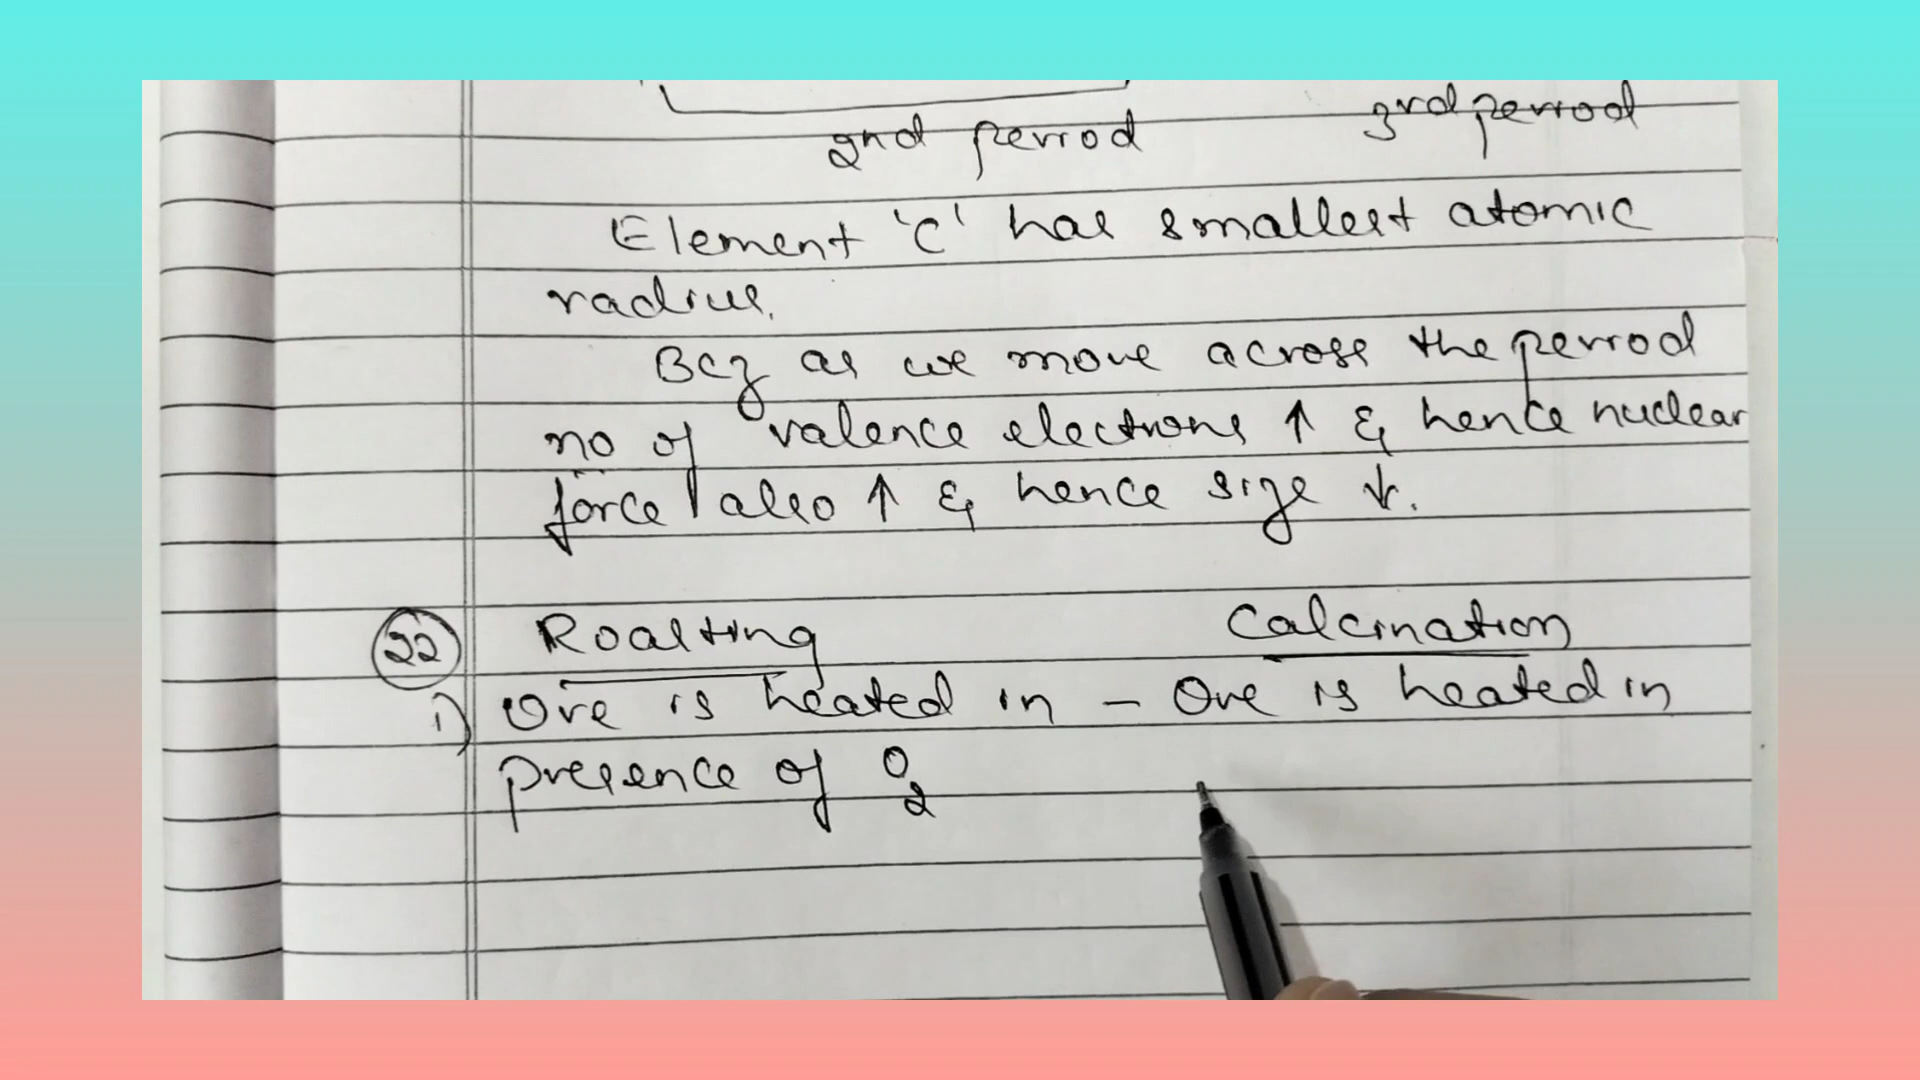 2nd period 3rd period
Element 'C' has smallest atomic
radius.
Bcz as we move across the period
no of valence electrons ↑ & hence nuclear
force also ↑ & hence size ↓.
22 Roasting Calcination
i) Ore is heated in - Ore is heated in
presence of O₂